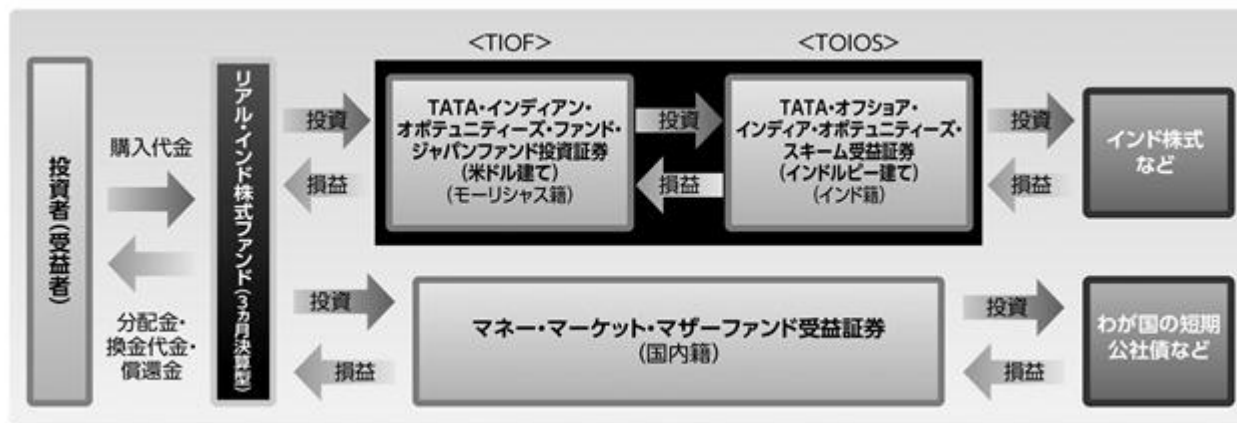 <TIOF>
<TOIOS>
投資者(受益者)
購入代金
分配金・
換金代金・
償還金
リアル・インド株式ファンド(3ヵ月決算型)
投資
損益
TATA・インディアン・
オポテュニティーズ・ファンド・
ジャパンファンド投資証券
(米ドル建て)
(モーリシャス籍)
投資
損益
TATA・オフショア・
インディア・オポテュニティーズ・
スキーム受益証券
(インドルピー建て)
(インド籍)
投資
損益
インド株式
など
投資
損益
マネー・マーケット・マザーファンド受益証券
(国内籍)
投資
損益
わが国の短期
公社債など